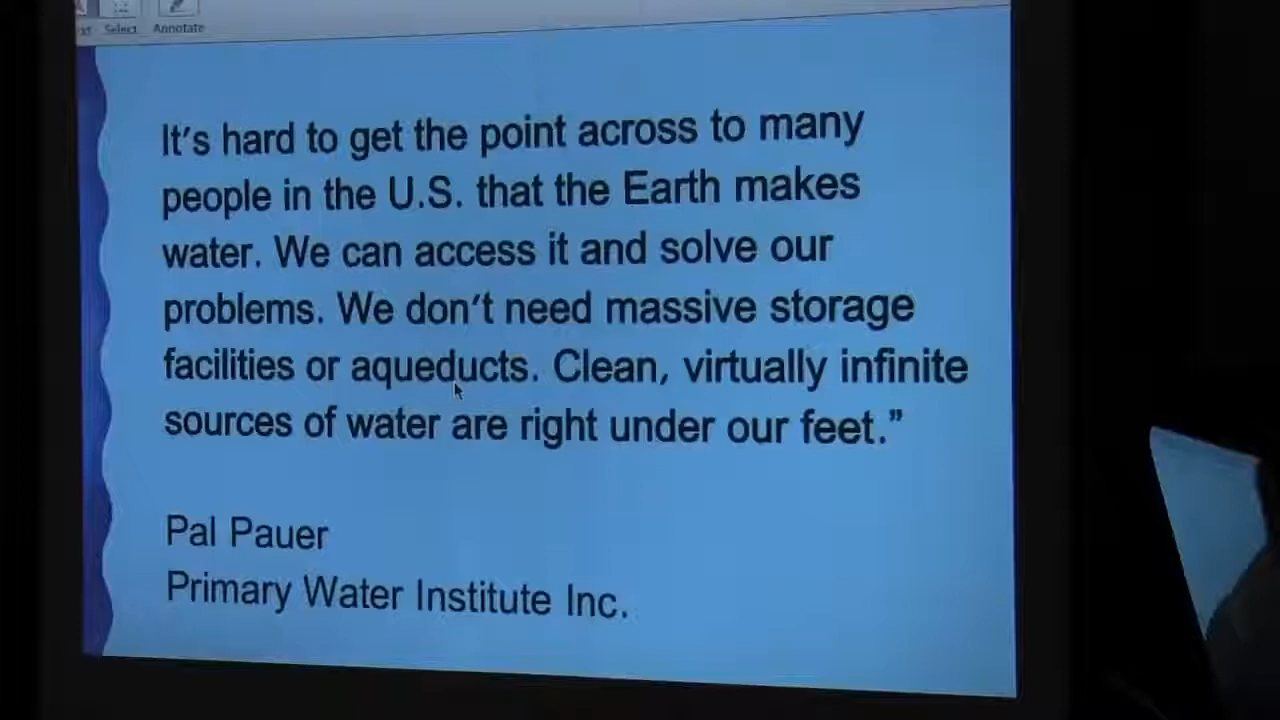 Select Annotate
It's hard to get the point across to many
people in the U.S. that the Earth makes
water. We can access it and solve our
problems. We don't need massive storage
facilities or aqueducts. Clean, virtually infinite
sources of water are right under our feet.”
Pal Pauer
Primary Water Institute Inc.